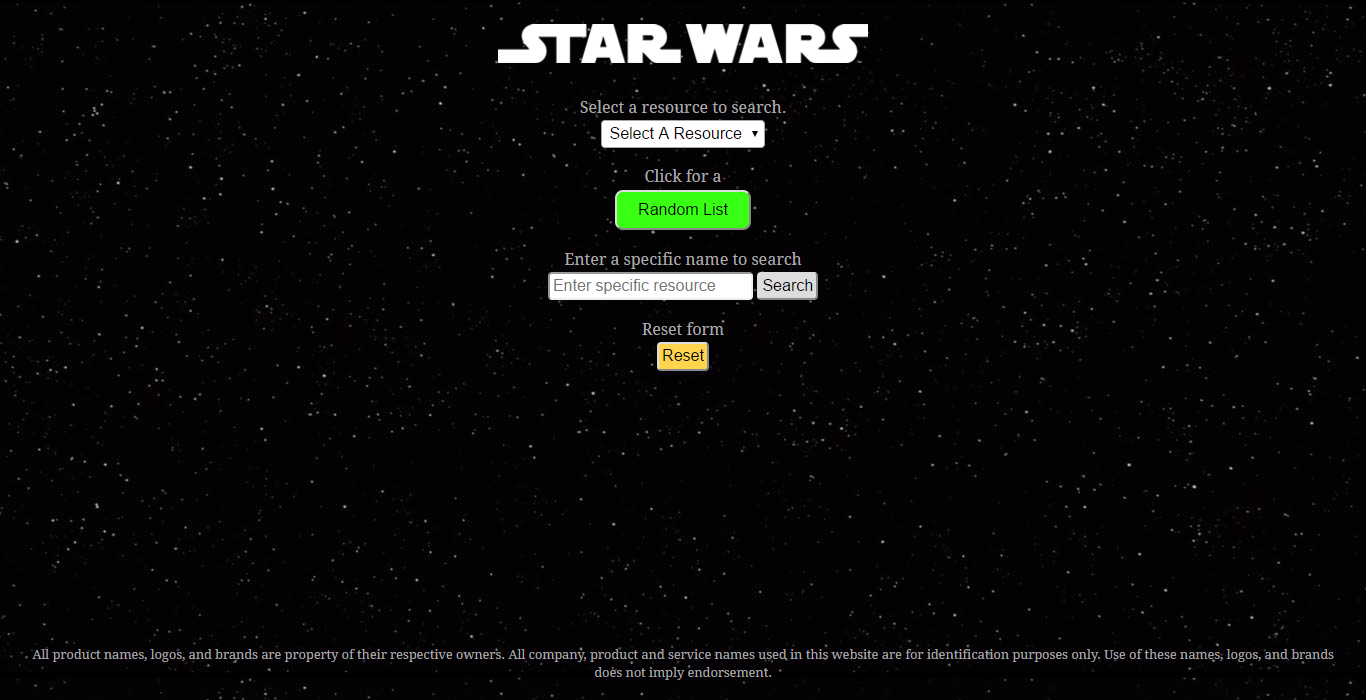 STAR WARS
Select a resource to search.
Select A Resource
Click for a
Random List
Enter a specific name to search
Enter specific resource Search
Reset form
Reset
All product names, logos, and brands are property of their respective owners. All company, product and service names used in this website are for identification purposes only. Use of these names, logos, and brands
does not imply endorsement.